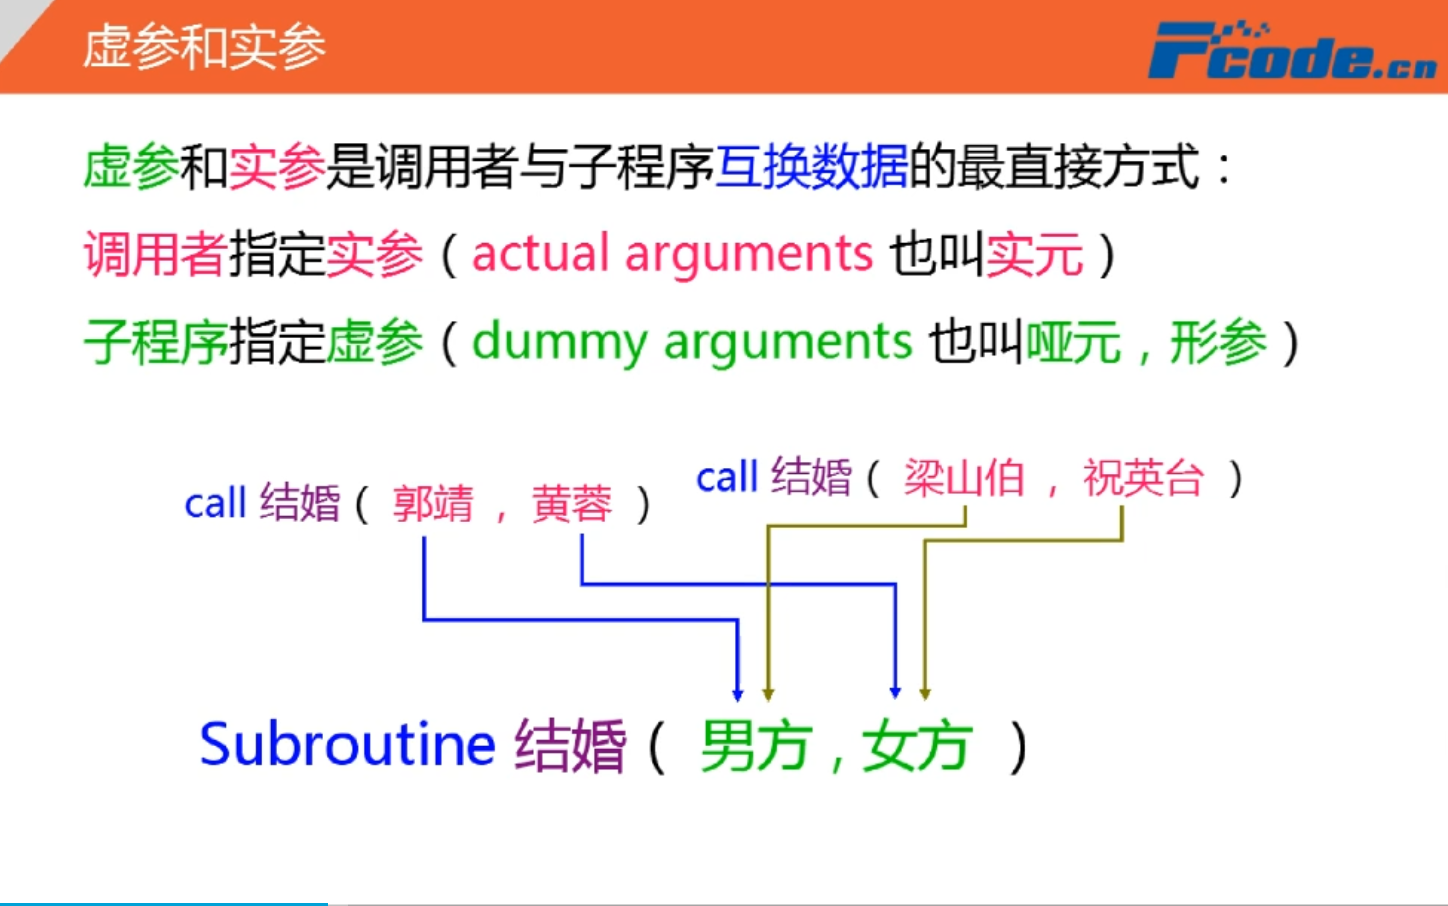 虚参和实参
Fcode.cn
虚参和实参是调用者与子程序互换数据的最直接方式：
调用者指定实参（actual arguments 也叫实元）
子程序指定虚参（dummy arguments 也叫哑元，形参）
call 结婚（ 郭靖 ， 黄蓉 ）
call 结婚（ 梁山伯 ， 祝英台 ）
Subroutine 结婚（ 男方 , 女方 ）